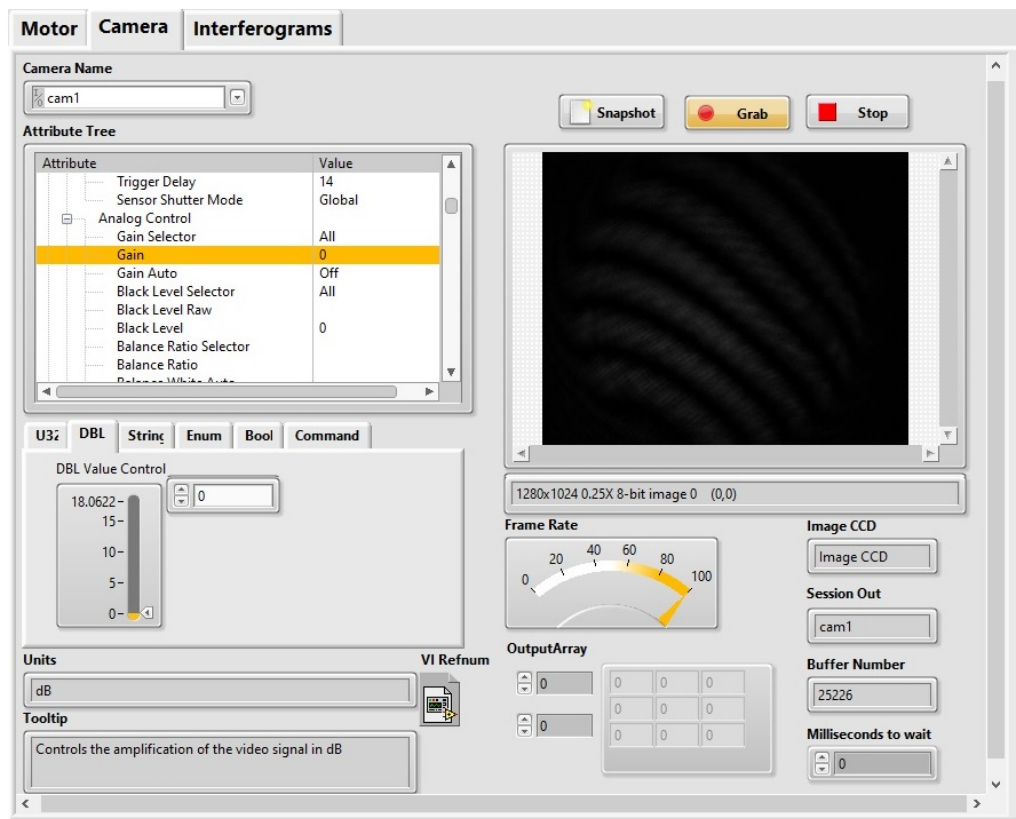 Motor Camera Interferograms
Camera Name
cam1
Snapshot Grab Stop
Attribute Tree
Attribute Value
Trigger Delay 14
Sensor Shutter Mode Global
Analog Control
Gain Selector All
Gain 0
Gain Auto Off
Black Level Selector All
Black Level Raw
Black Level 0
Balance Ratio Selector
Balance Ratio
Balance White Auto
U32 DBL String Enum Bool Command
DBL Value Control
18.0622
15
10
5
0
0
1280x1024 0.25X 8-bit image 0 (0,0)
Frame Rate
0 20 40 60 80 100
Image CCD
Image CCD
Session Out
cam1
OutputArray
0 0 0 0
0 0 0
0 0 0 0
Buffer Number
25226
Milliseconds to wait
0
Units
dB
VI Refnum
Tooltip
Controls the amplification of the video signal in dB